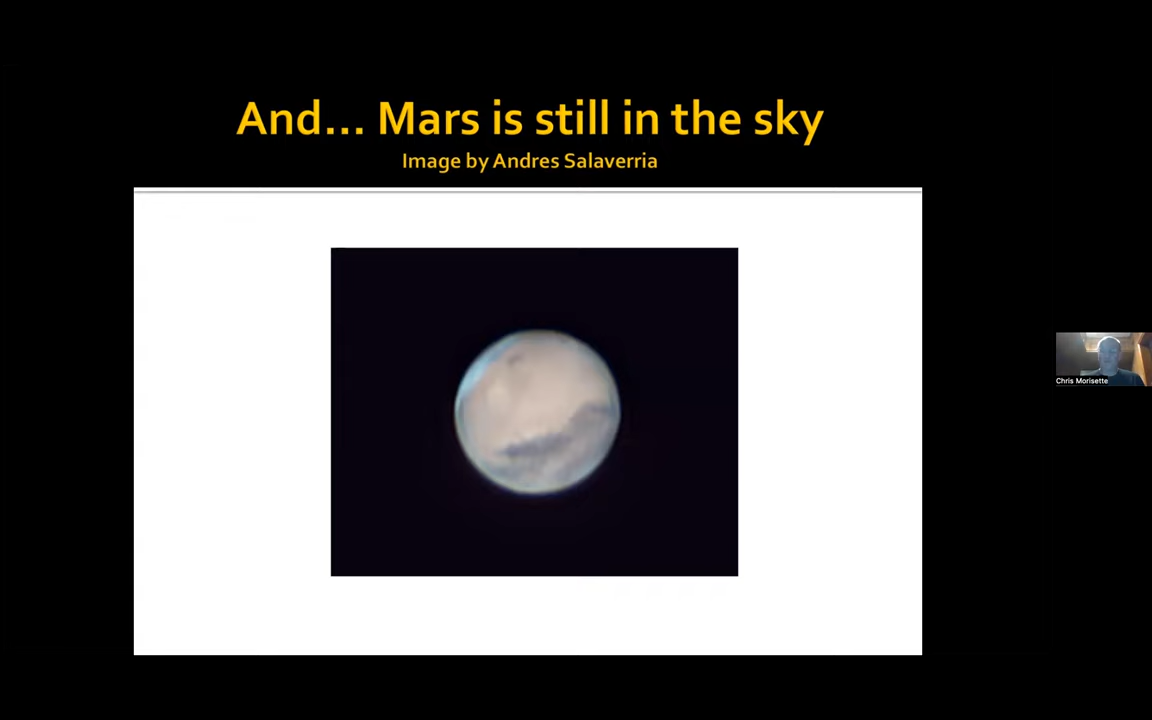 And... Mars is still in the sky
Image by Andres Salaverria
Chris Morisette